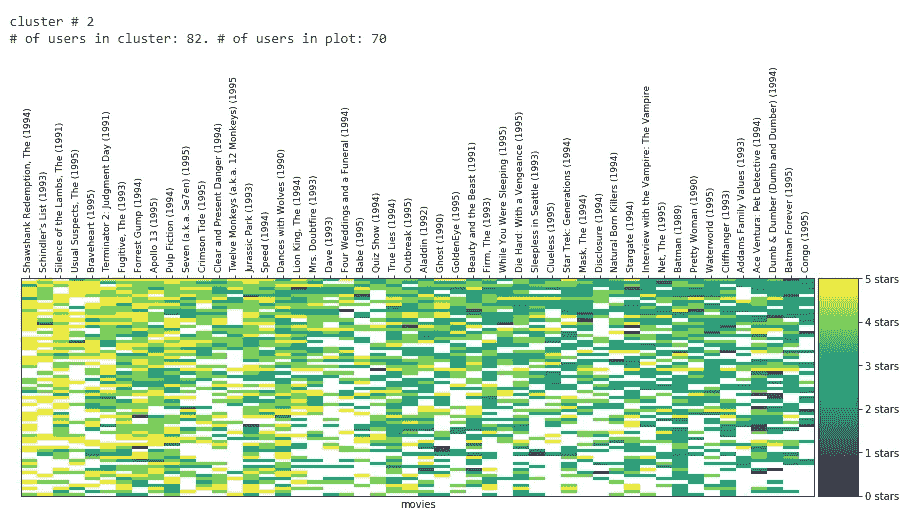 cluster # 2
# of users in cluster: 82. # of users in plot: 70
Shawshank Redemption, The (1994)
Schindler's List (1993)
Silence of the Lambs, The (1991)
Usual Suspects, The (1995)
Braveheart (1995)
Terminator 2: Judgment Day (1991)
Fugitive, The (1993)
Forrest Gump (1994)
Apollo 13 (1995)
Pulp Fiction (1994)
Seven (a.k.a. Se7en) (1995)
Crimson Tide (1995)
Clear and Present Danger (1994)
Twelve Monkeys (a.k.a. 12 Monkeys) (1995
Jurassic Park (1993)
Speed (1994)
Dances with Wolves (1990)
Lion King, The (1994)
Mrs. Doubtfire (1993)
Dave (1993)
Four Weddings and a Funeral (1994)
Babe (1995)
Quiz Show (1994)
True Lies (1994)
Outbreak (1995)
Aladdin (1992)
Ghost (1990)
GoldenEye (1995)
Beauty and the Beast (1991)
Firm, The (1993)
While You Were Sleeping (1995)
Die Hard: With a Vengeance (1995)
Sleepless in Seattle (1993)
Clueless (1995)
Star Trek: Generations (1994)
Mask, The (1994)
Disclosure (1994)
Natural Born Killers (1994)
Stargate (1994)
Interview with the Vampire: The Vampire
Net, The (1995)
Batman (1989)
Pretty Woman (1990)
Waterworld (1995)
Cliffhanger (1993)
Addams Family Values (1993)
Ace Ventura: Pet Detective (1994)
Dumb & Dumber (Dumb and Dumber) (1994)
Batman Forever (1995)
Congo (1995)
5 stars
4 stars
3 stars
2 stars
1 stars
0 stars
movies